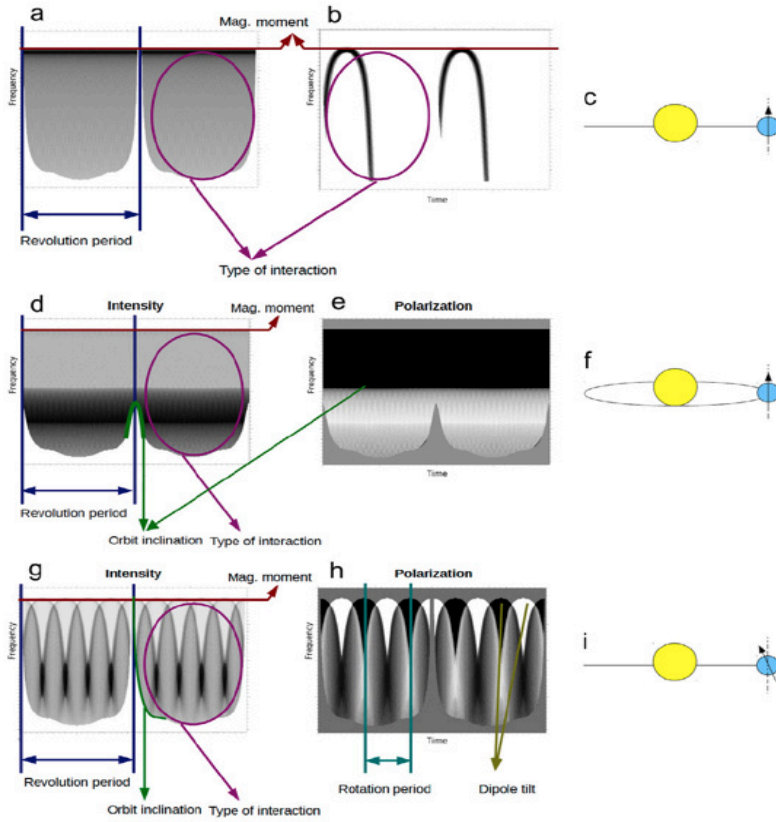 a
Mag. moment
b
Frequency
Frequency
c
Time
Revolution period
Type of interaction
d
Intensity
Mag. moment
e
Polarization
Frequency
Frequency
f
Time
Revolution period
Orbit inclination
Type of interaction
g
Intensity
Mag. moment
h
Polarization
Frequency
Frequency
i
Time
Revolution period
Rotation period
Dipole tilt
Orbit inclination
Type of interaction